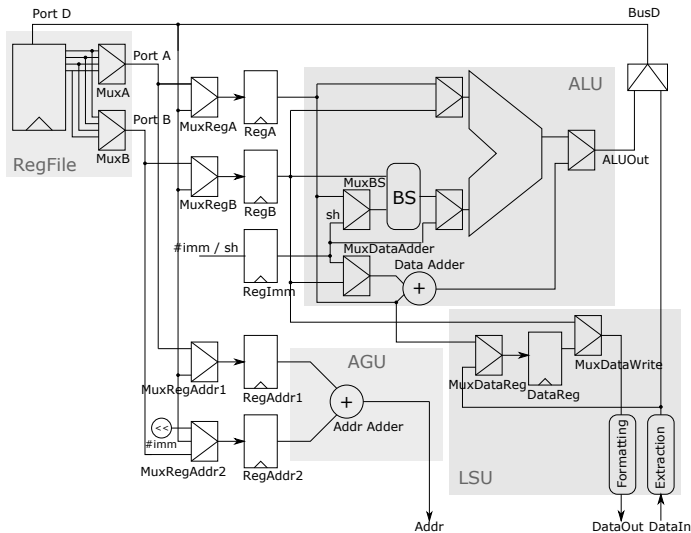 Port D
BusD
Port A
MuxA
Port B
MuxB
RegFile
MuxRegA
RegA
ALU
MuxRegB
RegB
MuxBS
BS
sh
ALUOut
#imm / sh
RegImm
MuxDataAdder
Data Adder
+
MuxDataReg
DataReg
MuxDataWrite
AGU
MuxRegAddr1
RegAddr1
+
Addr Adder
<<
#imm
MuxRegAddr2
RegAddr2
LSU
Formatting
Extraction
Addr
DataOut
DataIn